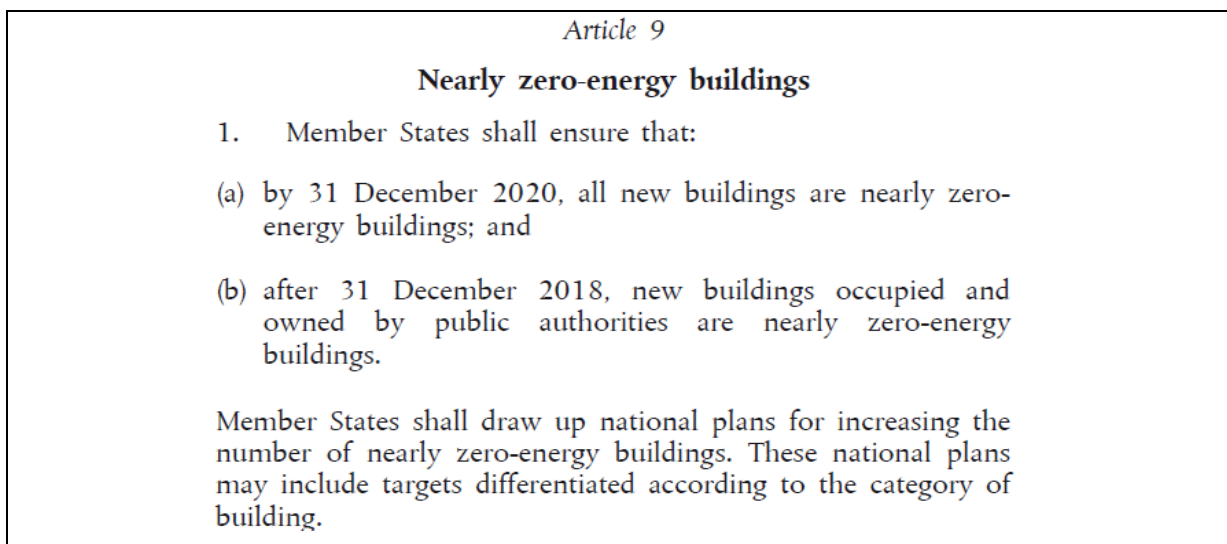 Article 9
Nearly zero-energy buildings
1. Member States shall ensure that:
(a) by 31 December 2020, all new buildings are nearly zero-
energy buildings; and
(b) after 31 December 2018, new buildings occupied and
owned by public authorities are nearly zero-energy
buildings.
Member States shall draw up national plans for increasing the
number of nearly zero-energy buildings. These national plans
may include targets differentiated according to the category of
building.